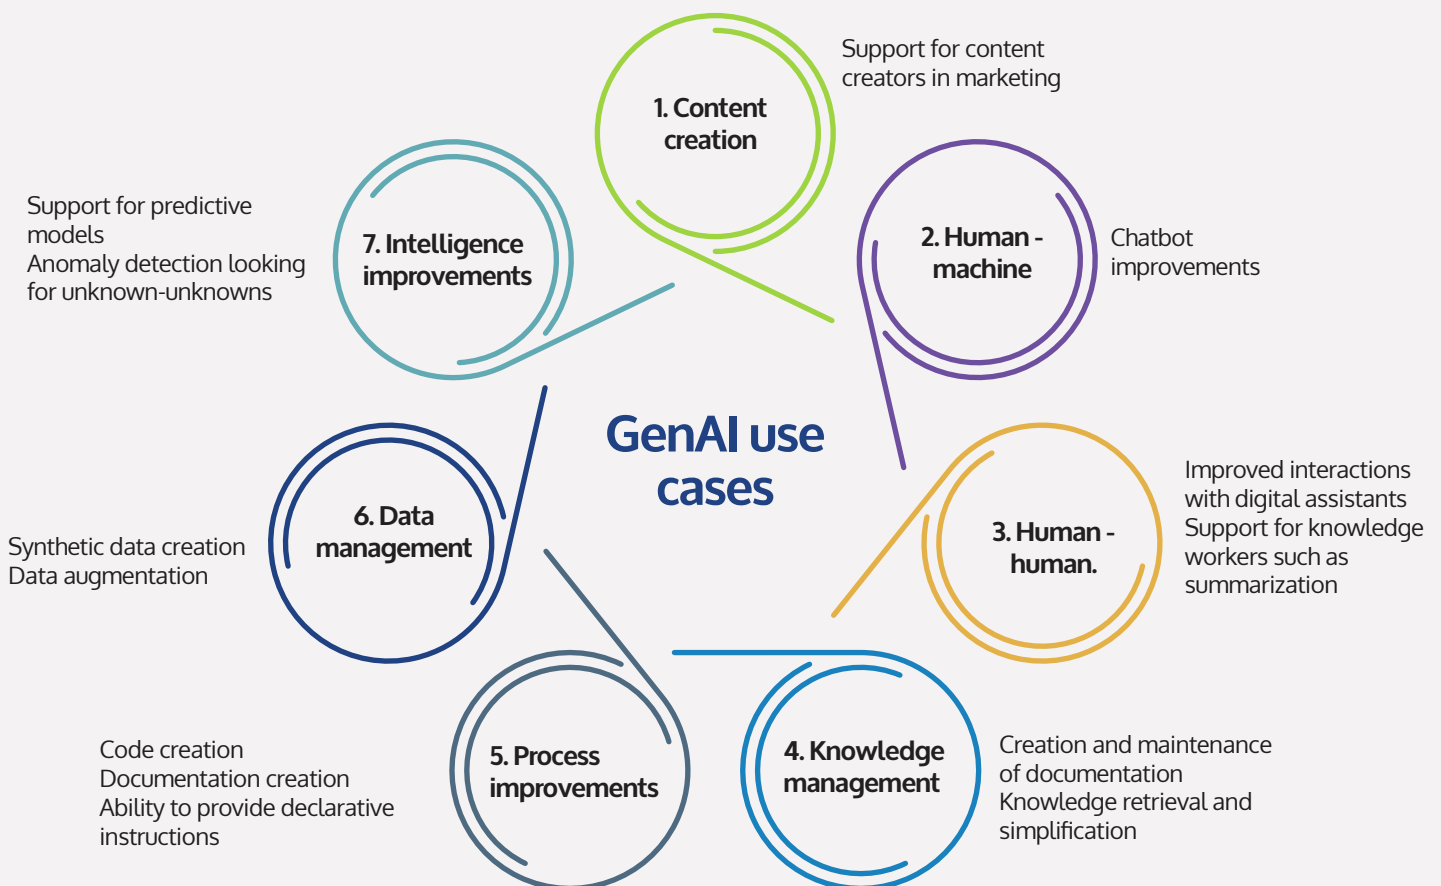 GenAI use
cases
1. Content
creation
Support for content
creators in marketing
2. Human -
machine
Chatbot
improvements
3. Human -
human.
Improved interactions
with digital assistants
Support for knowledge
workers such as
summarization
4. Knowledge
management
Creation and maintenance
of documentation
Knowledge retrieval and
simplification
5. Process
improvements
Code creation
Documentation creation
Ability to provide declarative
instructions
6. Data
management
Synthetic data creation
Data augmentation
7. Intelligence
improvements
Support for predictive
models
Anomaly detection looking
for unknown-unknowns